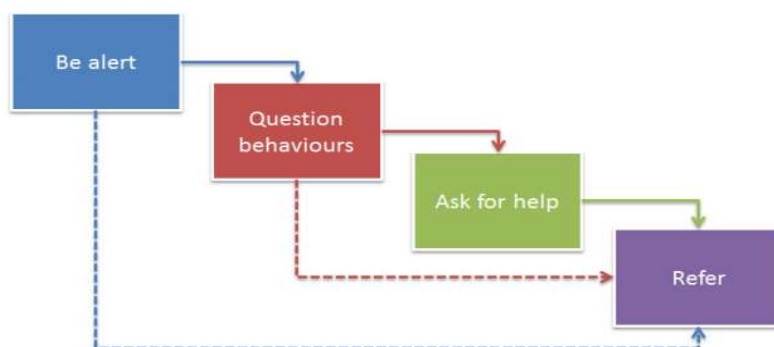 Be alert
Question
behaviours
Ask for help
Refer